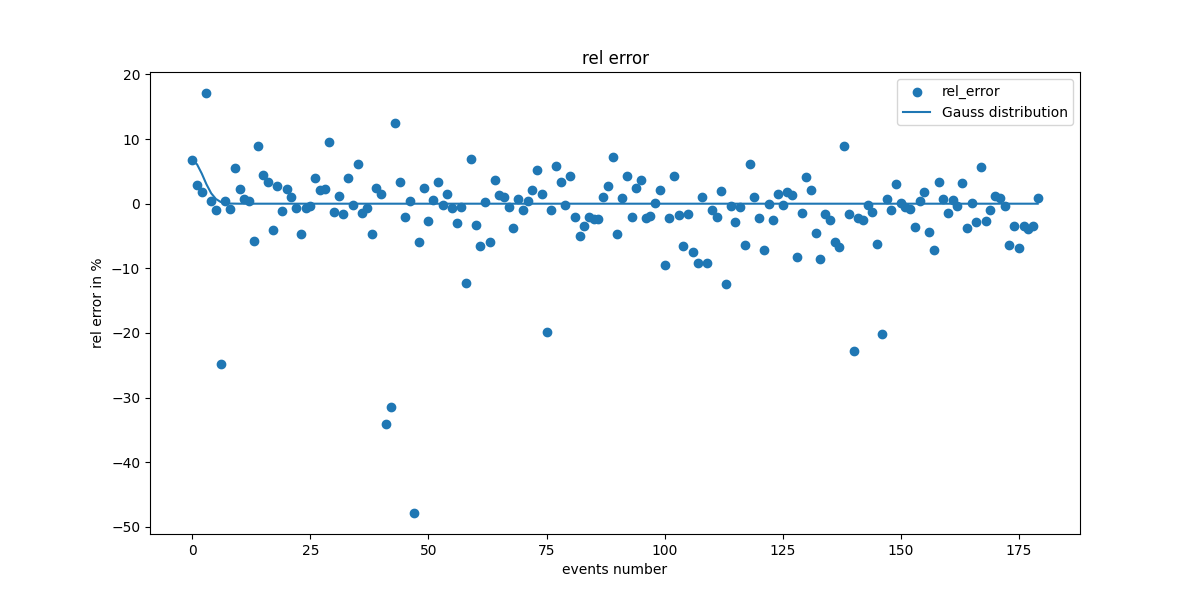 rel error
rel_error
Gauss distribution
20
10
0
−10
−20
−30
−40
−50
rel error in %
0 25 50 75 100 125 150 175
events number